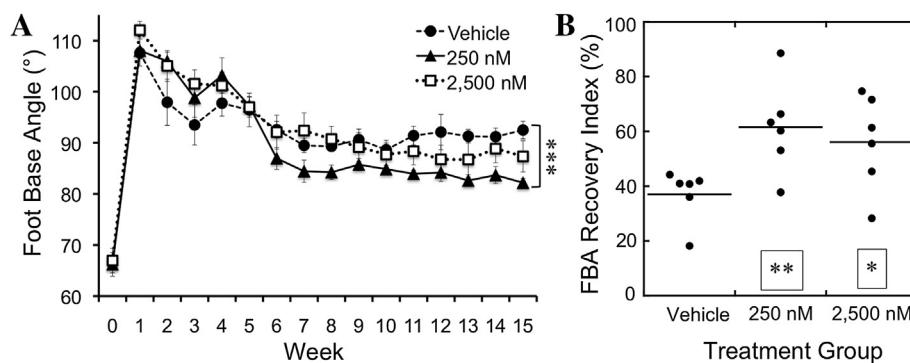 A
Foot Base Angle (°)
110
100
90
80
70
60
0 1 2 3 4 5 6 7 8 9 10 11 12 13 14 15
Week
Vehicle
250 nM
2,500 nM
***
B
FBA Recovery Index (%)
100
80
60
40
20
0
** *
Vehicle 250 nM 2,500 nM
Treatment Group